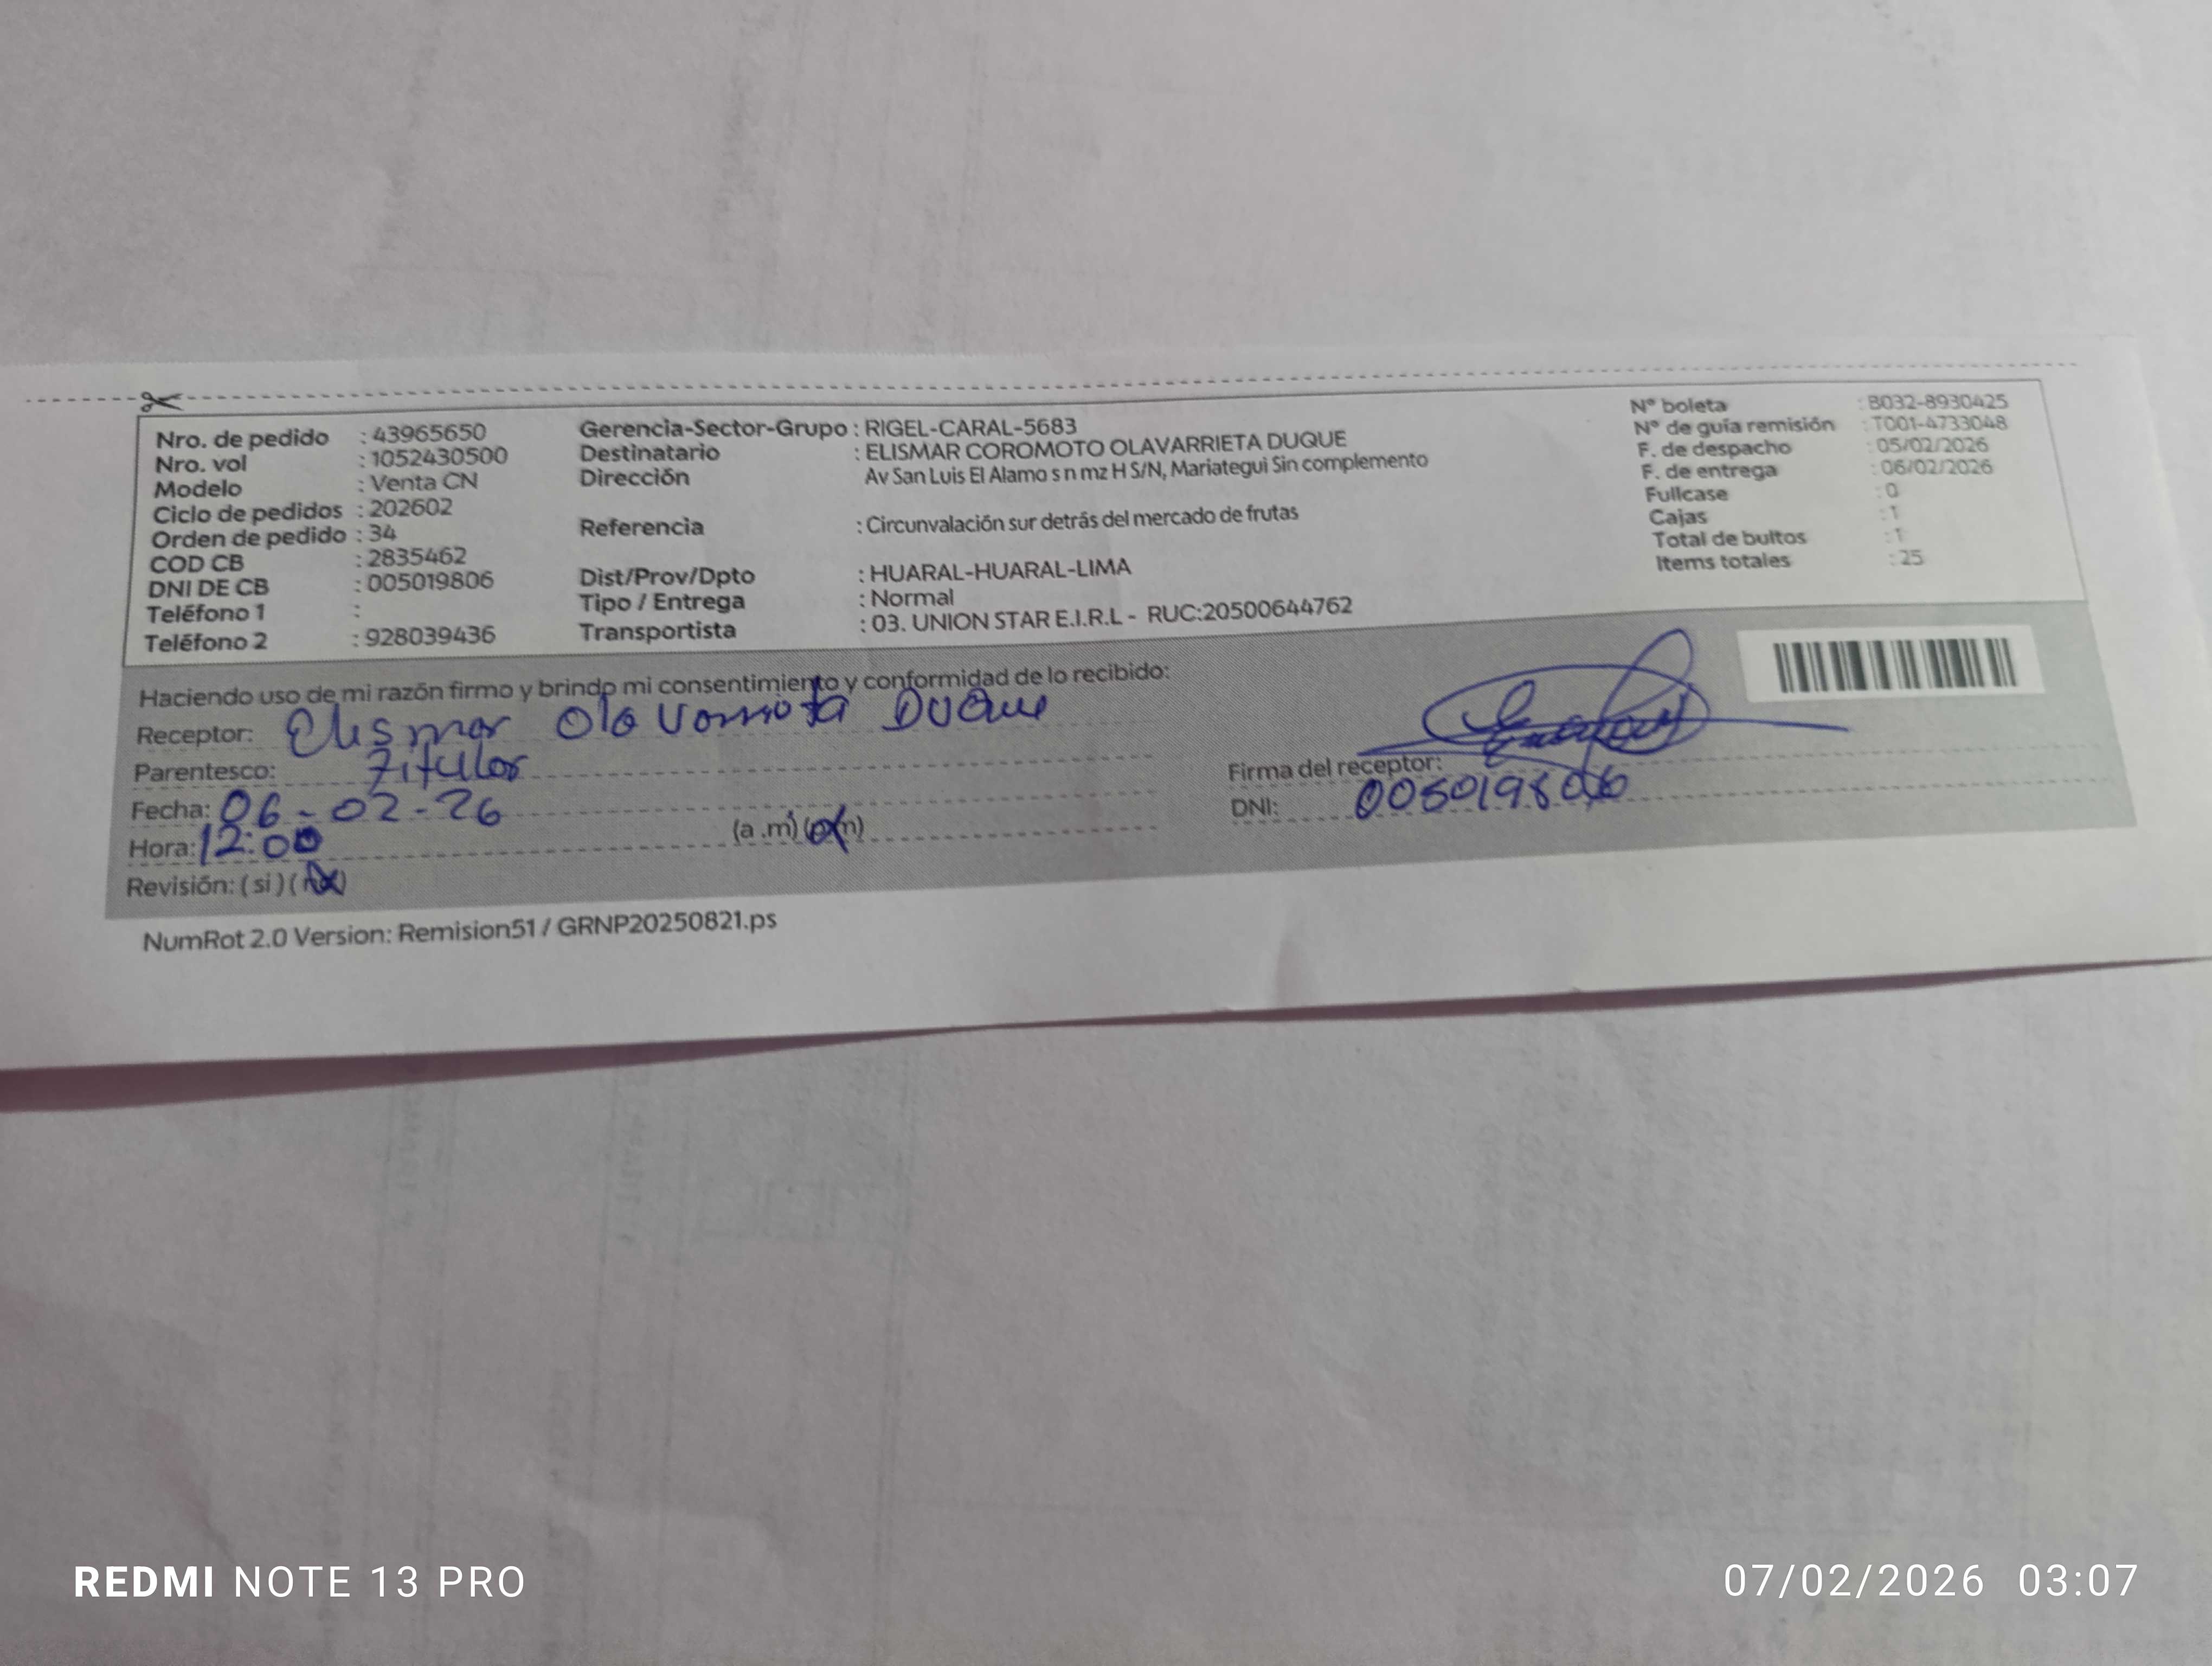 Nro. de pedido : 43965650
Nro. vol : 1052430500
Modelo : Venta CN
Ciclo de pedidos : 202602
Orden de pedido : 34
COD CB : 2835462
DNI DE CB : 005019806
Teléfono 1 :
Teléfono 2 : 928039436
Gerencia-Sector-Grupo : RIGEL-CARAL-5683
Destinatario : ELISMAR COROMOTO OLAVARRIETA DUQUE
Dirección Av San Luis El Alamo s n mz H S/N, Mariategui Sin complemento
Referencia : Circunvalación sur detrás del mercado de frutas
Dist/Prov/Dpto : HUARAL-HUARAL-LIMA
Tipo / Entrega : Normal
Transportista : 03. UNION STAR E.I.R.L - RUC:20500644762
N° boleta : B032-8930425
N° de guía remisión : T001-4733048
F. de despacho : 05/02/2026
F. de entrega : 06/02/2026
Fullcase : 0
Cajas : 1
Total de bultos : 1
Items totales : 25
Haciendo uso de mi razón firmo y brindo mi consentimiento y conformidad de lo recibido:
Receptor: Elismar Duque
Parentesco: Titular
Fecha: 06-02-26
Hora: 12:00 (a.m)
Revisión: (si) (no)
Firma del receptor:
DNI: 005019806
NumRot 2.0 Version: Remision51 / GRNP20250821.ps
REDMI NOTE 13 PRO
07/02/2026 03:07